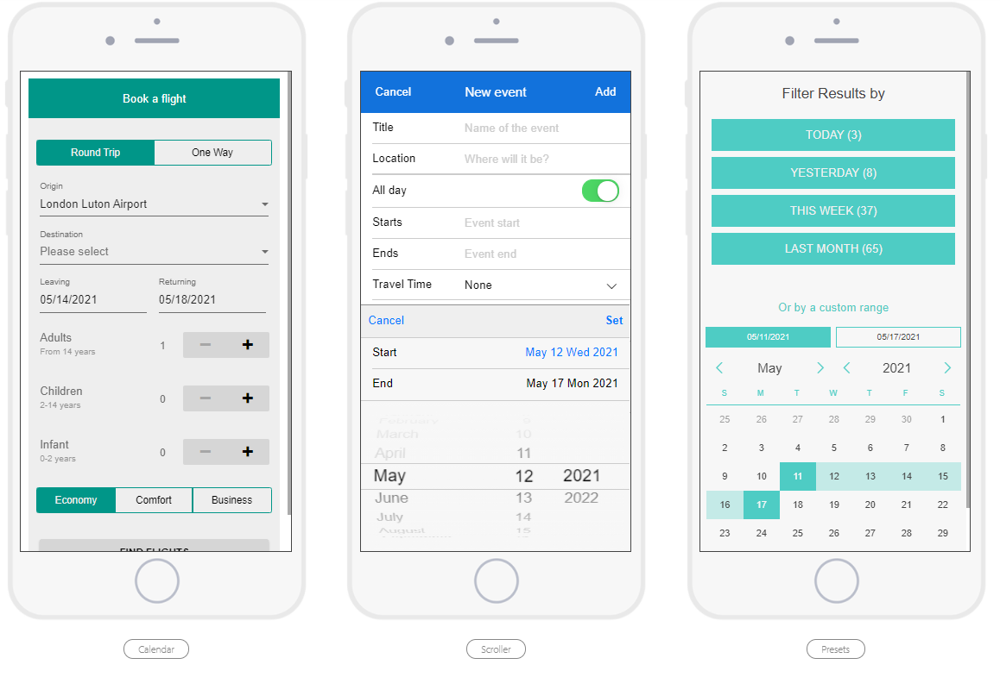 Book a flight
Round Trip One Way
Origin
London Luton Airport
Destination
Please select
Leaving Returning
05/14/2021 05/18/2021
Adults
From 14 years
1 − +
Children
2-14 years
0 − +
Infant
0-2 years
0 − +
Economy Comfort Business
FIND FLIGHTS
Calendar
Cancel New event Add
Title Name of the event
Location Where will it be?
All day
Starts Event start
Ends Event end
Travel Time None
Cancel Set
Start May 12 Wed 2021
End May 17 Mon 2021
February 9
March 10
April 11
May 12 2021
June 13 2022
July 14
August 15
Scroller
Filter Results by
TODAY (3)
YESTERDAY (8)
THIS WEEK (37)
LAST MONTH (65)
Or by a custom range
05/11/2021 05/17/2021
May 2021
S M T W T F S
25 26 27 28 29 30 1
2 3 4 5 6 7 8
9 10 11 12 13 14 15
16 17 18 19 20 21 22
23 24 25 26 27 28 29
Presets